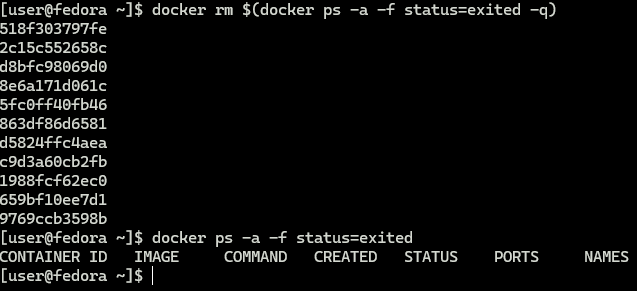 [user@fedora ~]$ docker rm $(docker ps -a -f status=exited -q)
518f303797fe
2c15c552658c
d8bfc98069d0
8e6a171d061c
5fc0ff40fb46
863df86d6581
d5824ffc4aea
c9d3a60cb2fb
1988fcf62ec0
659bf10ee7d1
9769ccb3598b
[user@fedora ~]$ docker ps -a -f status=exited
CONTAINER ID   IMAGE     COMMAND   CREATED   STATUS    PORTS     NAMES
[user@fedora ~]$